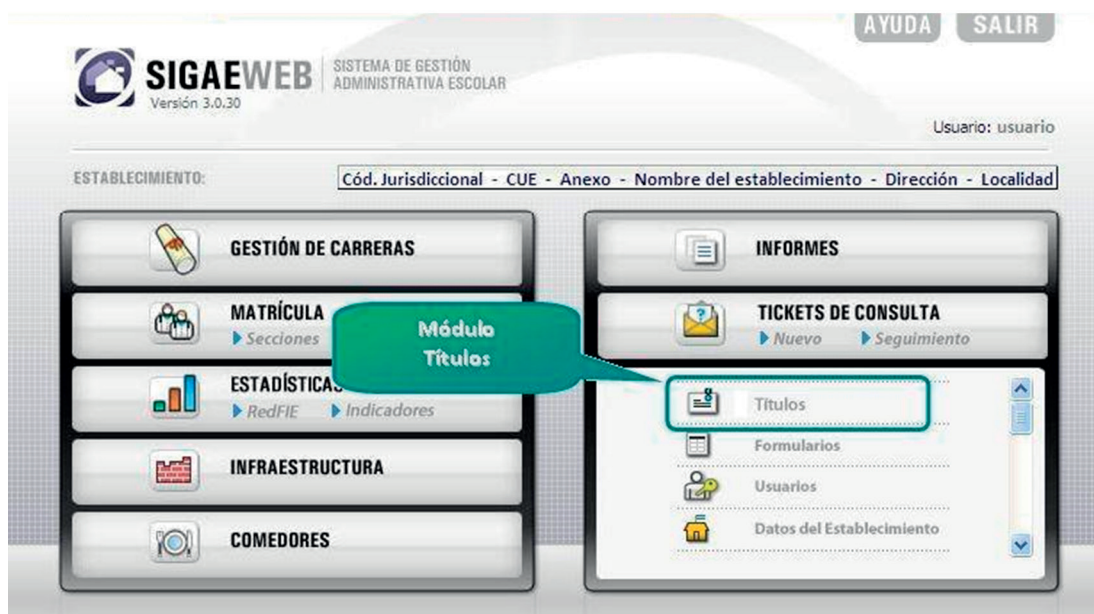 AYUDA SALIR
SIGAEWEB SISTEMA DE GESTIÓN
ADMINISTRATIVA ESCOLAR
Versión 3.0.30
Usuario: usuario
ESTABLECIMIENTO: Cód. Jurisdiccional - CUE - Anexo - Nombre del establecimiento - Dirección - Localidad
GESTIÓN DE CARRERAS
MATRÍCULA
Secciones
ESTADÍSTICAS
RedFIE Indicadores
INFRAESTRUCTURA
COMEDORES
Módulo
Títulos
INFORMES
TICKETS DE CONSULTA
Nuevo Seguimiento
Títulos
Formularios
Usuarios
Datos del Establecimiento